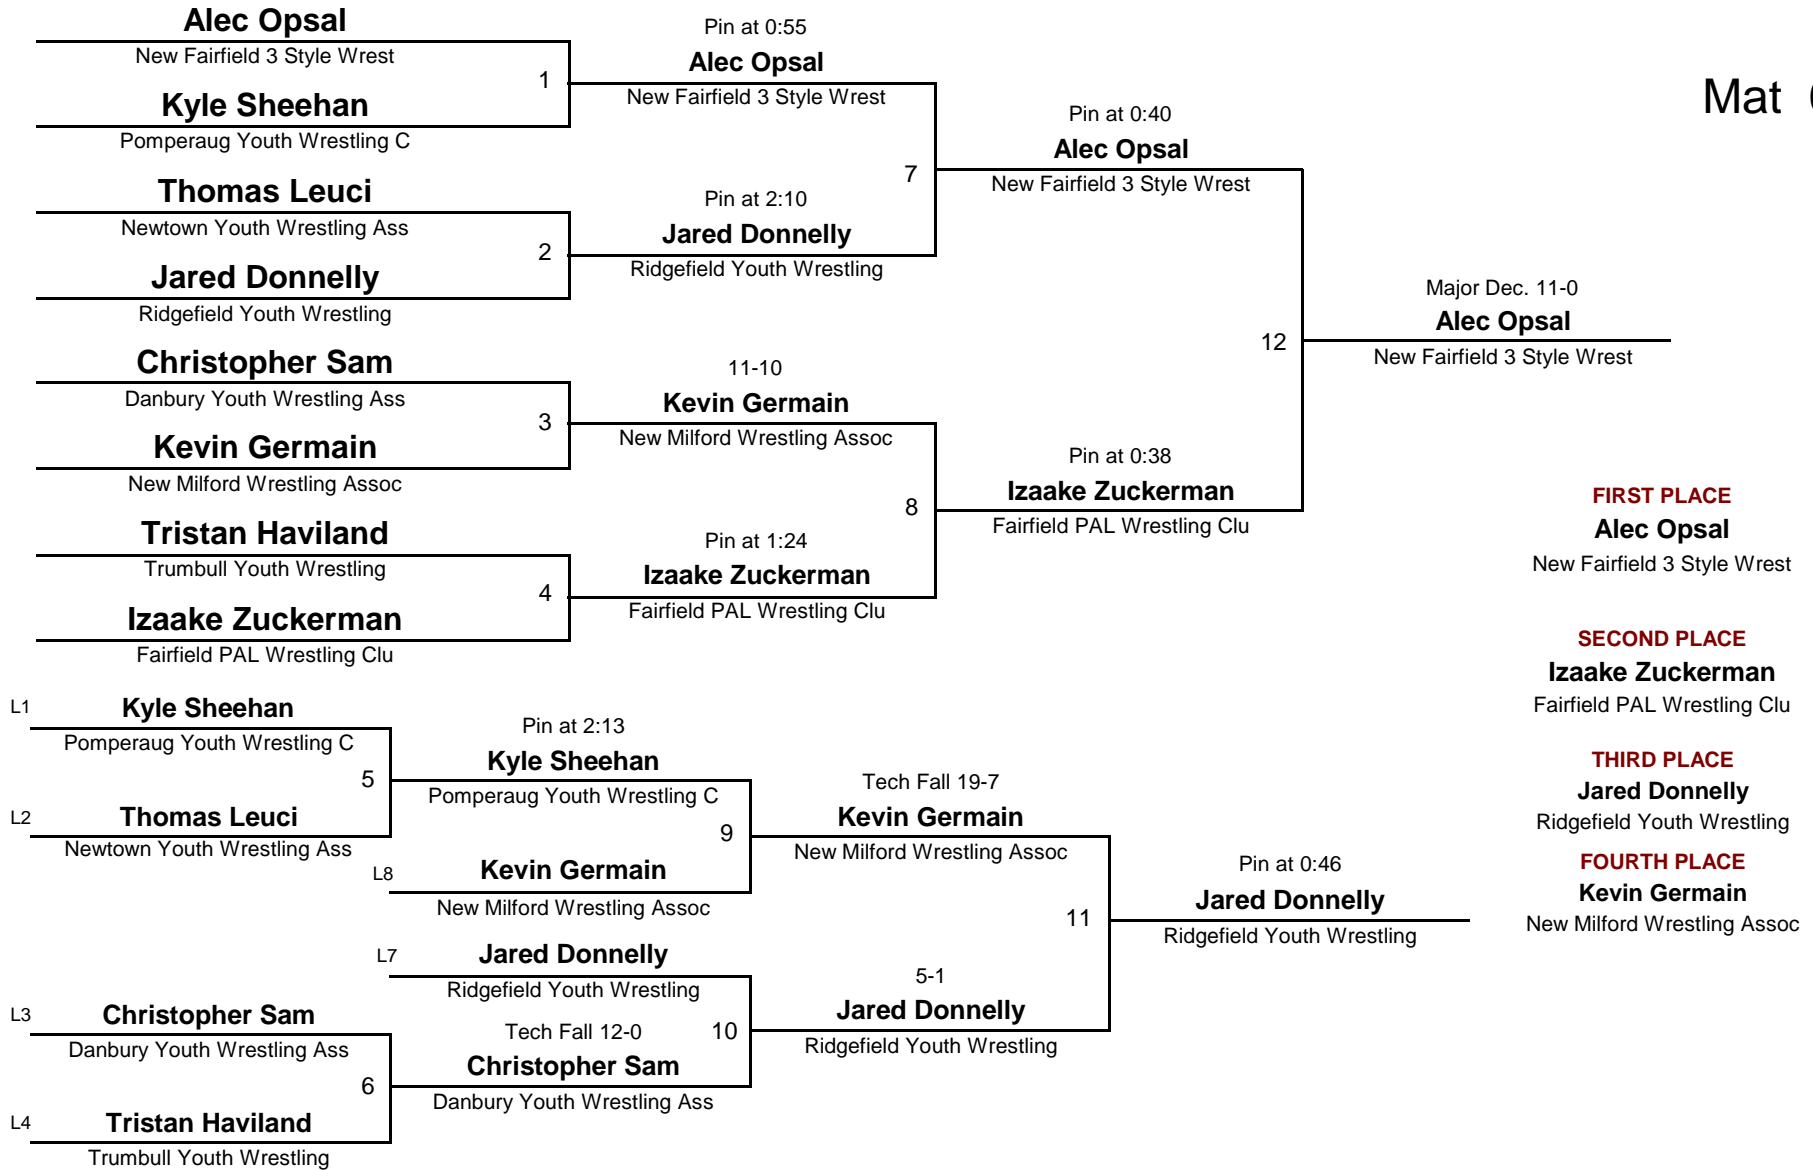 Alec Opsal
New Fairfield 3 Style Wrest
1
Kyle Sheehan
Pomperaug Youth Wrestling C
Thomas Leuci
Newtown Youth Wrestling Ass
2
Jared Donnelly
Ridgefield Youth Wrestling
Christopher Sam
Danbury Youth Wrestling Ass
3
Kevin Germain
New Milford Wrestling Assoc
Tristan Haviland
Trumbull Youth Wrestling
4
Izaake Zuckerman
Fairfield PAL Wrestling Clu
Pin at 0:55
Alec Opsal
New Fairfield 3 Style Wrest
7
Pin at 2:10
Jared Donnelly
Ridgefield Youth Wrestling
11-10
Kevin Germain
New Milford Wrestling Assoc
8
Pin at 1:24
Izaake Zuckerman
Fairfield PAL Wrestling Clu
Pin at 0:40
Alec Opsal
New Fairfield 3 Style Wrest
12
Pin at 0:38
Izaake Zuckerman
Fairfield PAL Wrestling Clu
Mat
Major Dec. 11-0
Alec Opsal
New Fairfield 3 Style Wrest
FIRST PLACE
Alec Opsal
New Fairfield 3 Style Wrest
SECOND PLACE
Izaake Zuckerman
Fairfield PAL Wrestling Clu
THIRD PLACE
Jared Donnelly
Ridgefield Youth Wrestling
FOURTH PLACE
Kevin Germain
New Milford Wrestling Assoc
L1 Kyle Sheehan
Pomperaug Youth Wrestling C
5
L2 Thomas Leuci
Newtown Youth Wrestling Ass
L3 Christopher Sam
Danbury Youth Wrestling Ass
6
L4 Tristan Haviland
Trumbull Youth Wrestling
Pin at 2:13
Kyle Sheehan
Pomperaug Youth Wrestling C
9
L8 Kevin Germain
New Milford Wrestling Assoc
L7 Jared Donnelly
Ridgefield Youth Wrestling
Tech Fall 12-0 10
Christopher Sam
Danbury Youth Wrestling Ass
Tech Fall 19-7
Kevin Germain
New Milford Wrestling Assoc
11
5-1
Jared Donnelly
Ridgefield Youth Wrestling
Pin at 0:46
Jared Donnelly
Ridgefield Youth Wrestling